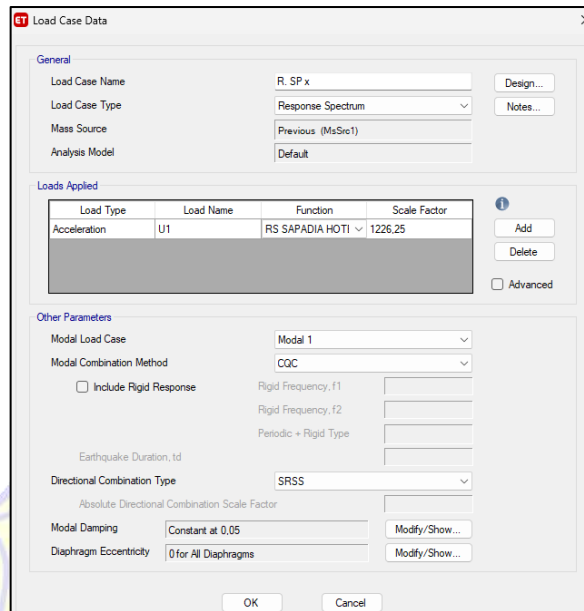 ET Load Case Data
General
Load Case Name R. SP x Design...
Load Case Type Response Spectrum Notes...
Mass Source Previous (MsSrc1)
Analysis Model Default
Loads Applied
Load Type Load Name Function Scale Factor
Acceleration U1 RS SAPADIA HOTI 1226,25
Add
Delete
Advanced
Other Parameters
Modal Load Case Modal 1
Modal Combination Method CQC
Include Rigid Response Rigid Frequency, f1
Rigid Frequency, f2
Periodic + Rigid Type
Earthquake Duration, td
Directional Combination Type SRSS
Absolute Directional Combination Scale Factor
Modal Damping Constant at 0,05 Modify/Show...
Diaphragm Eccentricity 0 for All Diaphragms Modify/Show...
OK Cancel